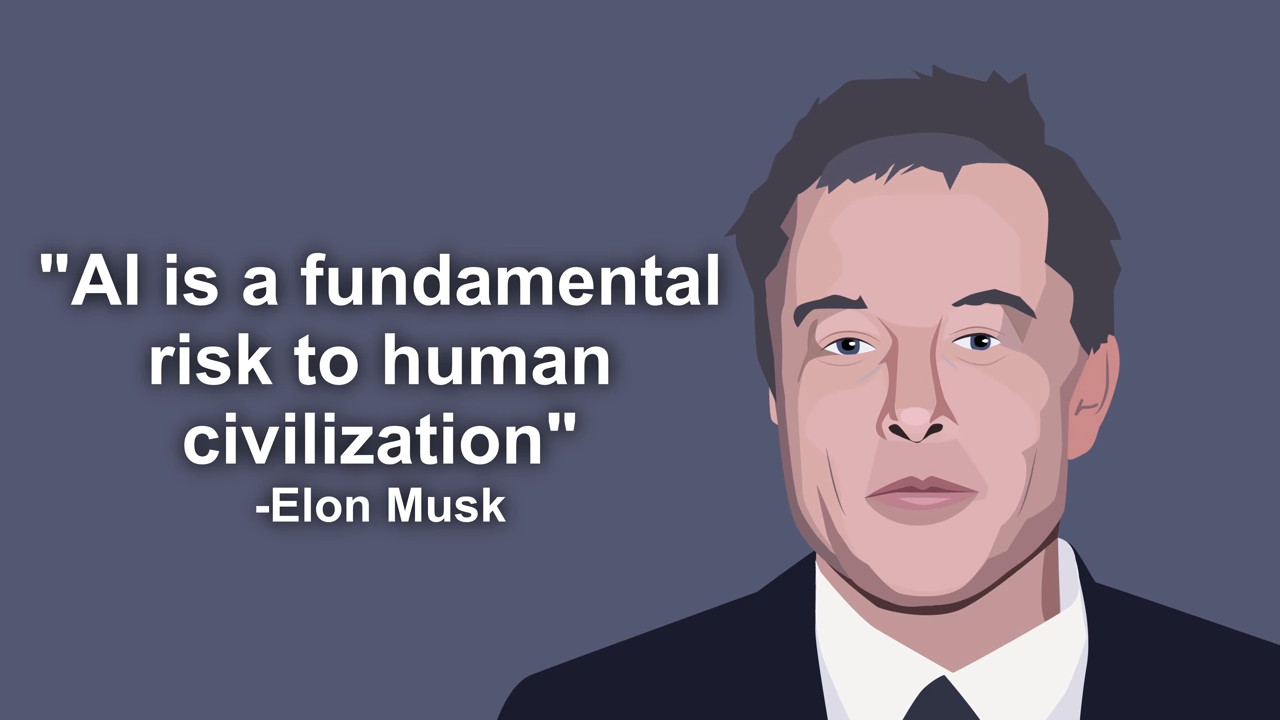 "AI is a fundamental
risk to human
civilization"
-Elon Musk